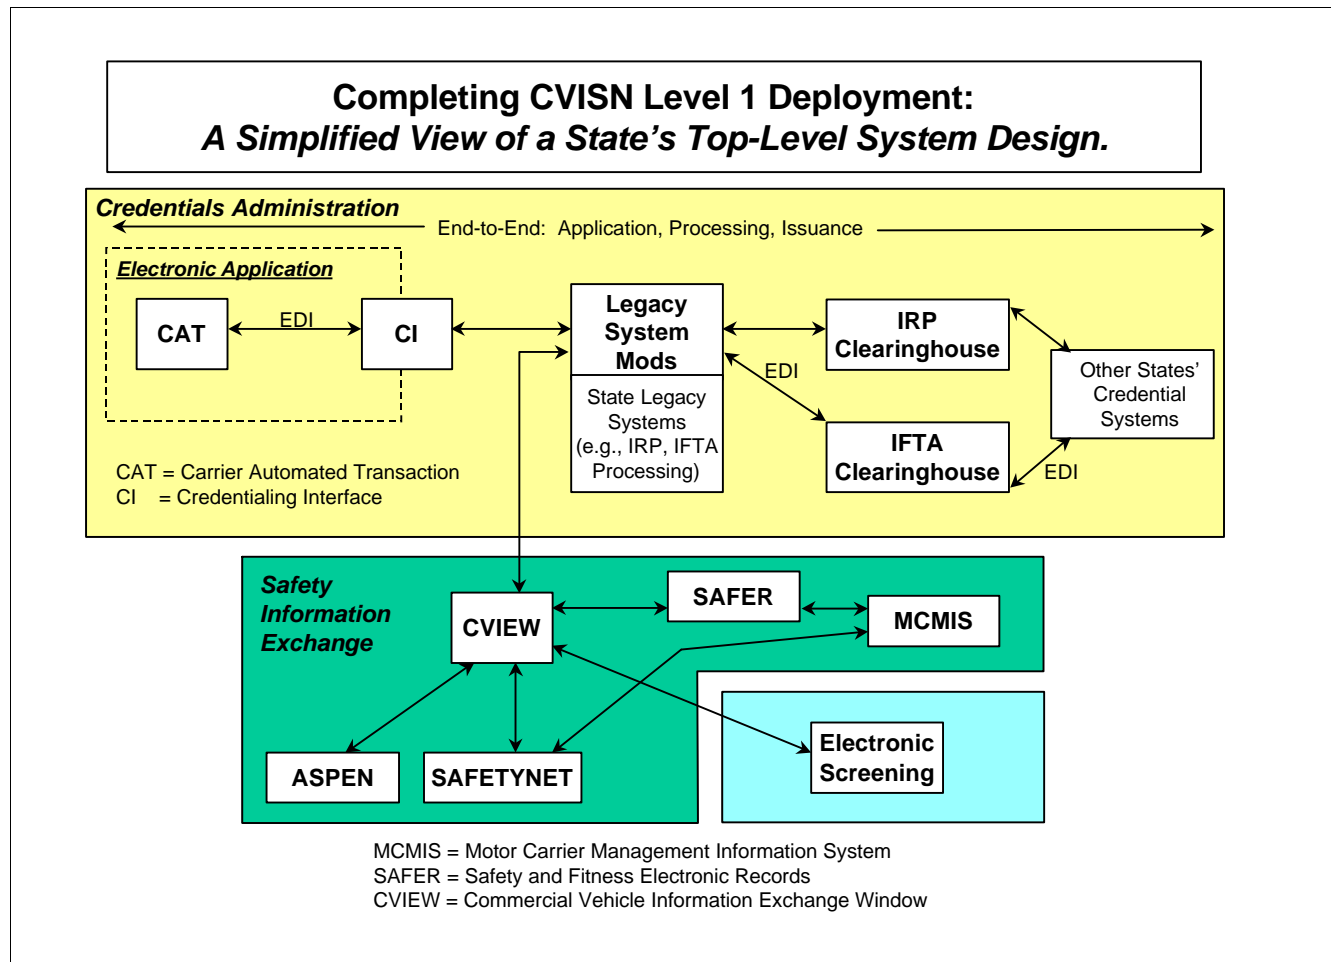 Completing CVISN Level 1 Deployment:
A Simplified View of a State's Top-Level System Design.
Credentials Administration
End-to-End: Application, Processing, Issuance
Electronic Application
CAT
EDI
CI
Legacy
System
Mods
State Legacy
Systems
(e.g., IRP, IFTA
Processing)
IRP
Clearinghouse
EDI
IFTA
Clearinghouse
Other States'
Credential
Systems
EDI
CAT = Carrier Automated Transaction
CI = Credentialing Interface
Safety
Information
Exchange
CVIEW
SAFER
MCMIS
ASPEN
SAFETYNET
Electronic
Screening
MCMIS = Motor Carrier Management Information System
SAFER = Safety and Fitness Electronic Records
CVIEW = Commercial Vehicle Information Exchange Window